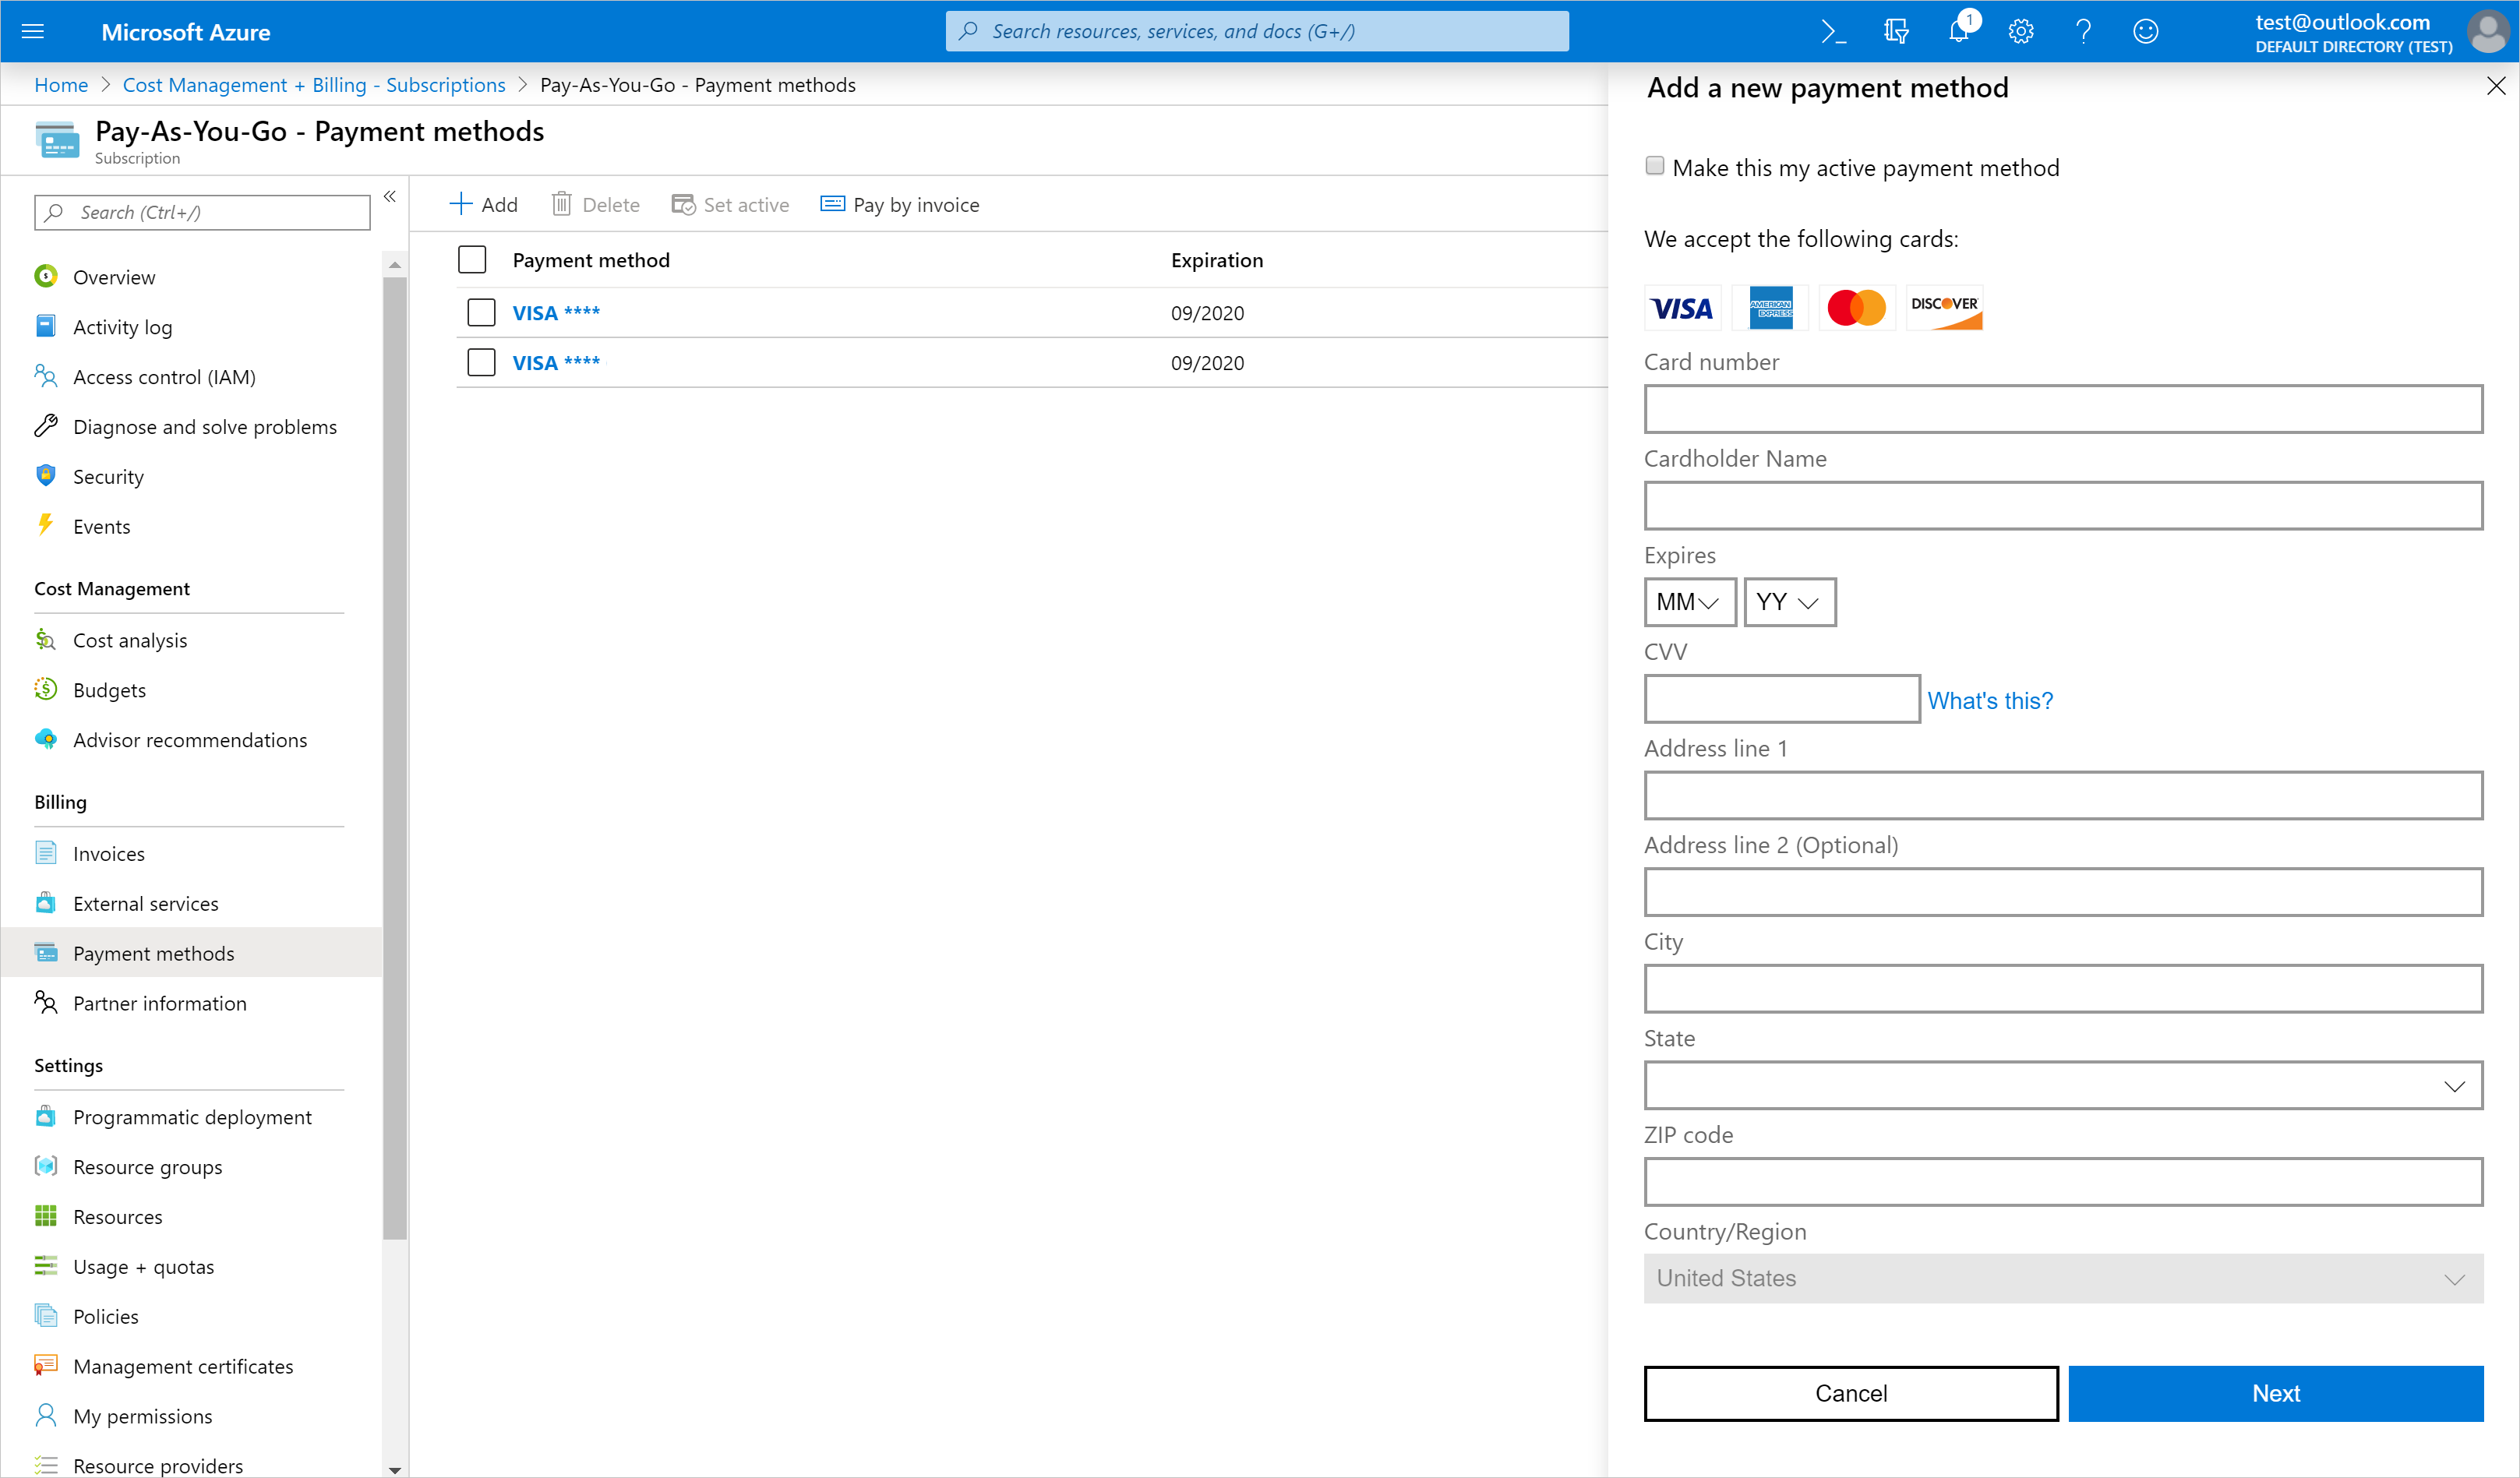 Microsoft Azure
Search resources, services, and docs (G+/)
1
test@outlook.com
DEFAULT DIRECTORY (TEST)
Home > Cost Management + Billing - Subscriptions > Pay-As-You-Go - Payment methods
Pay-As-You-Go - Payment methods
Subscription
Search (Ctrl+/)
Overview
Activity log
Access control (IAM)
Diagnose and solve problems
Security
Events
Cost Management
Cost analysis
Budgets
Advisor recommendations
Billing
Invoices
External services
Payment methods
Partner information
Settings
Programmatic deployment
Resource groups
Resources
Usage + quotas
Policies
Management certificates
My permissions
Resource providers
Add Delete Set active Pay by invoice
Payment method Expiration
VISA **** 09/2020
VISA **** 09/2020
Add a new payment method
Make this my active payment method
We accept the following cards:
VISA AMERICAN EXPRESS DISCOVER
Card number
Cardholder Name
Expires
MM YY
CVV
What's this?
Address line 1
Address line 2 (Optional)
City
State
ZIP code
Country/Region
United States
Cancel Next